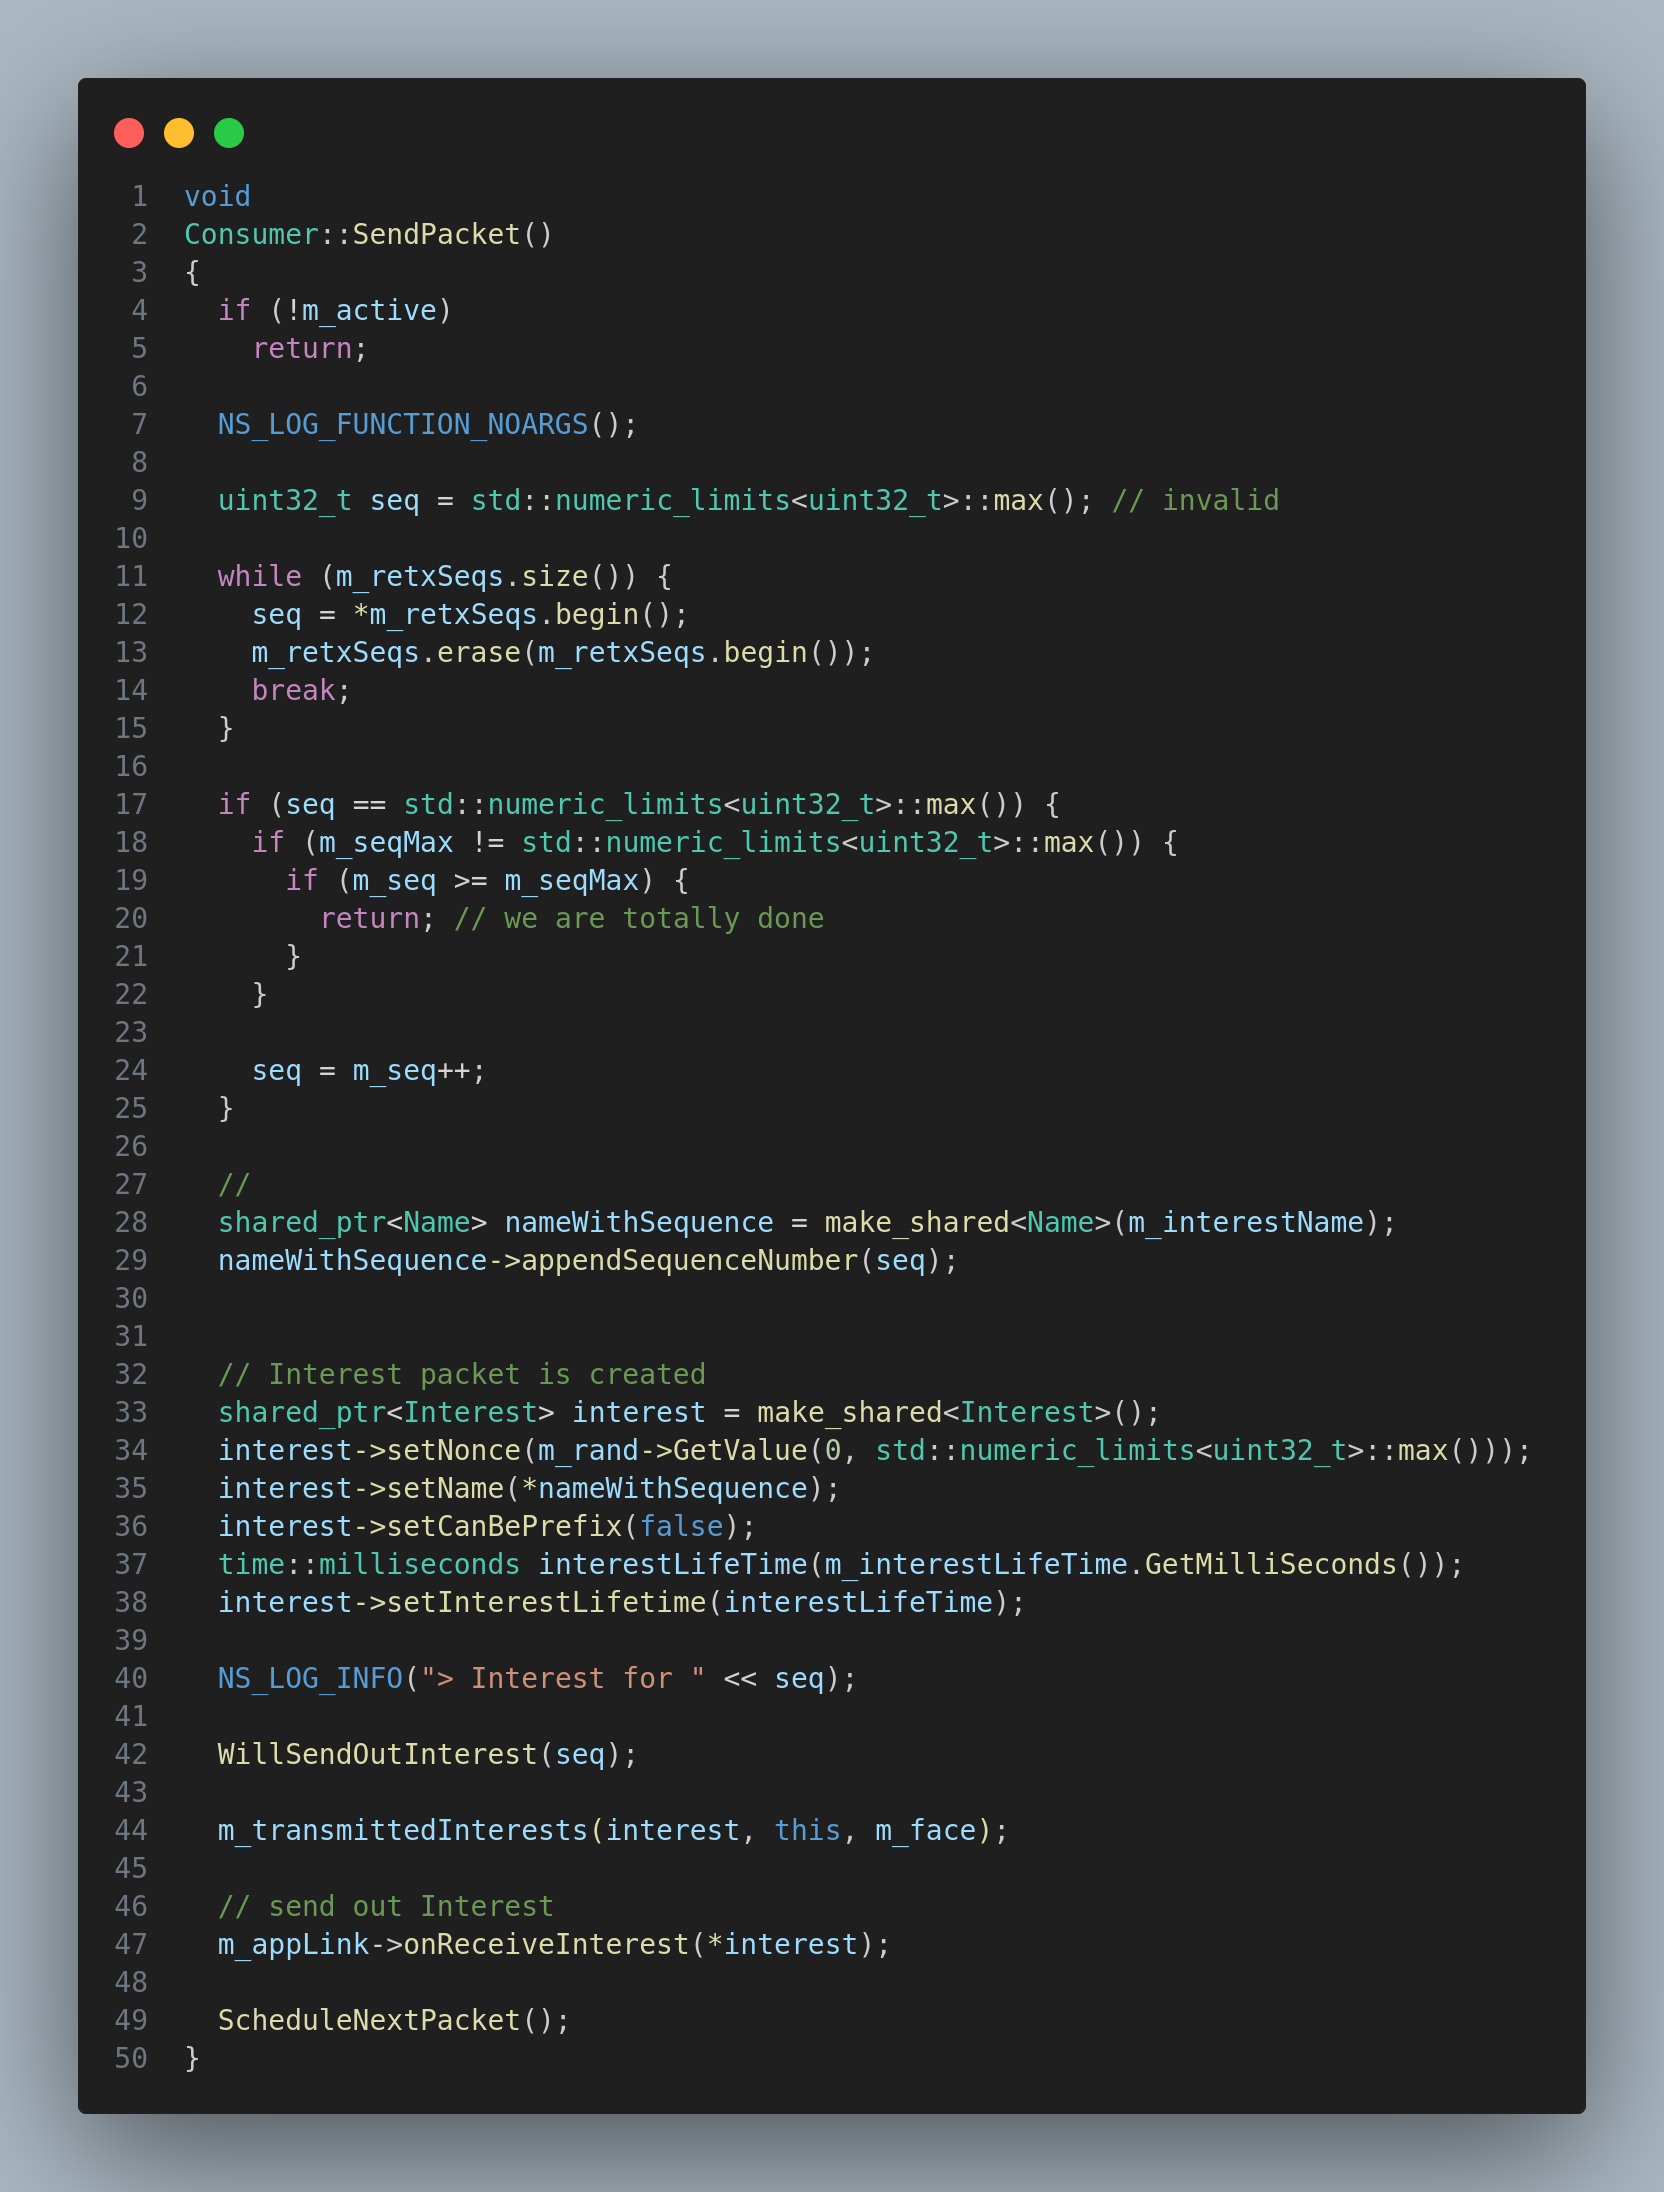 1 void
2 Consumer::SendPacket()
3 {
4   if (!m_active)
5     return;
6
7   NS_LOG_FUNCTION_NOARGS();
8
9   uint32_t seq = std::numeric_limits<uint32_t>::max(); // invalid
10
11   while (m_retxSeqs.size()) {
12     seq = *m_retxSeqs.begin();
13     m_retxSeqs.erase(m_retxSeqs.begin());
14     break;
15   }
16
17   if (seq == std::numeric_limits<uint32_t>::max()) {
18     if (m_seqMax != std::numeric_limits<uint32_t>::max()) {
19       if (m_seq >= m_seqMax) {
20         return; // we are totally done
21       }
22     }
23
24     seq = m_seq++;
25   }
26
27   //
28   shared_ptr<Name> nameWithSequence = make_shared<Name>(m_interestName);
29   nameWithSequence->appendSequenceNumber(seq);
30
31
32   // Interest packet is created
33   shared_ptr<Interest> interest = make_shared<Interest>();
34   interest->setNonce(m_rand->GetValue(0, std::numeric_limits<uint32_t>::max()));
35   interest->setName(*nameWithSequence);
36   interest->setCanBePrefix(false);
37   time::milliseconds interestLifeTime(m_interestLifeTime.GetMilliSeconds());
38   interest->setInterestLifetime(interestLifeTime);
39
40   NS_LOG_INFO("> Interest for " << seq);
41
42   WillSendOutInterest(seq);
43
44   m_transmittedInterests(interest, this, m_face);
45
46   // send out Interest
47   m_appLink->onReceiveInterest(*interest);
48
49   ScheduleNextPacket();
50 }